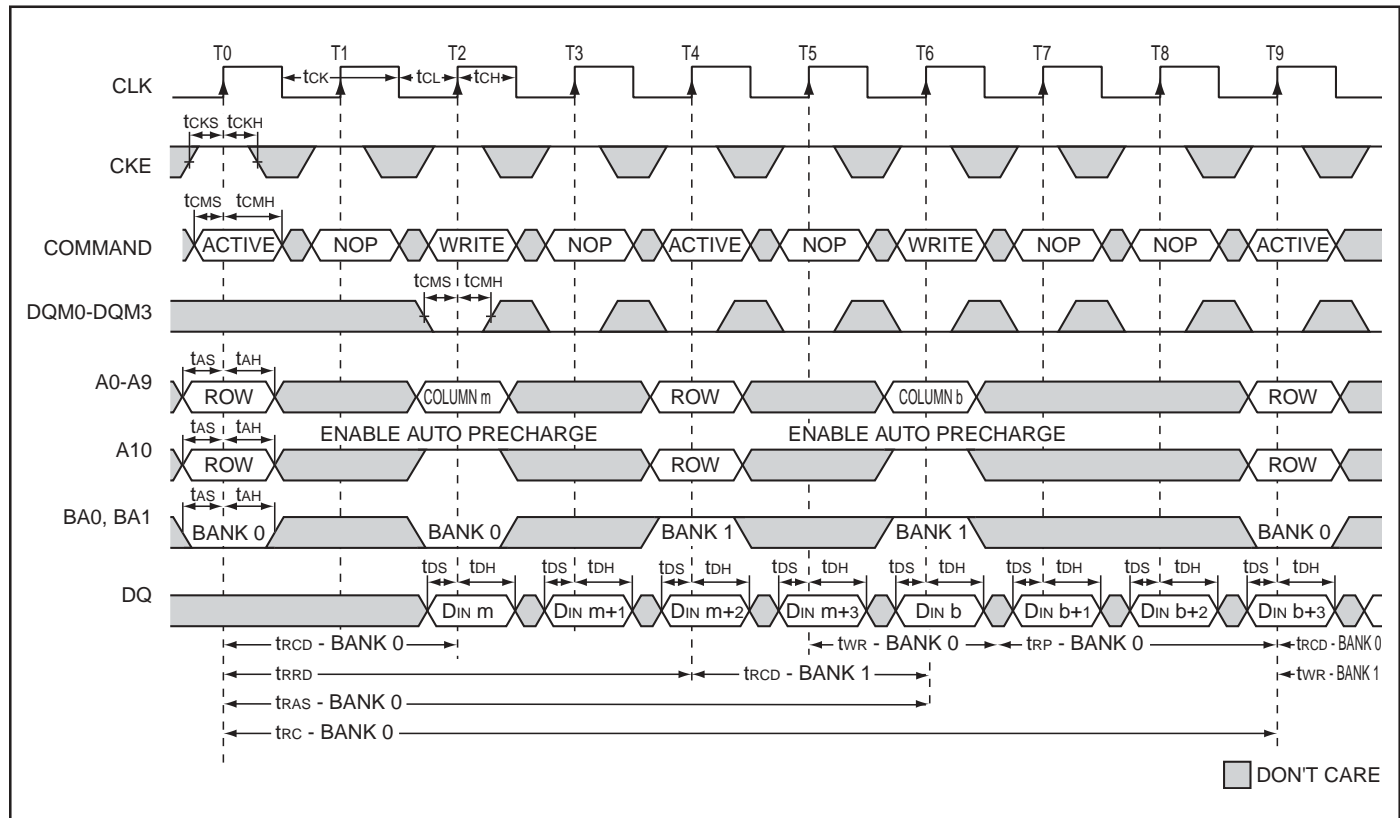 T0 T1 T2 T3 T4 T5 T6 T7 T8 T9
CLK
tCK tCL tCH
tCKS tCKH
CKE
tCMS tCMH
COMMAND ACTIVE NOP WRITE NOP ACTIVE NOP WRITE NOP NOP ACTIVE
tCMS tCMH
DQM0-DQM3
tAS tAH
A0-A9 ROW COLUMN m ROW COLUMN b ROW
tAS tAH ENABLE AUTO PRECHARGE ENABLE AUTO PRECHARGE
A10 ROW ROW ROW
tAS tAH
BA0, BA1 BANK 0 BANK 0 BANK 1 BANK 1 BANK 0
tDS tDH tDS tDH tDS tDH tDS tDH tDS tDH tDS tDH tDS tDH tDS tDH
DQ DIN m DIN m+1 DIN m+2 DIN m+3 DIN b DIN b+1 DIN b+2 DIN b+3
tRCD - BANK 0 tWR - BANK 0 tRP - BANK 0 tRCD - BANK 0
tRRD tRCD - BANK 1 tWR - BANK 1
tRAS - BANK 0
tRC - BANK 0
DON'T CARE